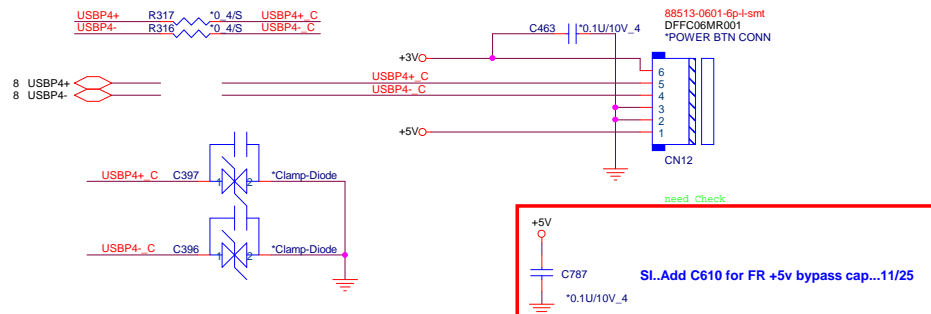 USBP4+ R317 *0_4/S USBP4+_C
USBP4- R316 *0_4/S USBP4-_C
88513-0601-6p-l-smt
DFFC06MR001
*POWER BTN CONN
C463 *0.1U/10V_4
+3V
6
USBP4+_C 5
8 USBP4+
USBP4-_C 4
8 USBP4-
3
2
+5V 1
CN12
USBP4+_C C397 1 2 *Clamp-Diode
USBP4-_C C396 1 2 *Clamp-Diode
need Check
+5V
C787
SI..Add C610 for FR +5v bypass cap...11/25
*0.1U/10V_4